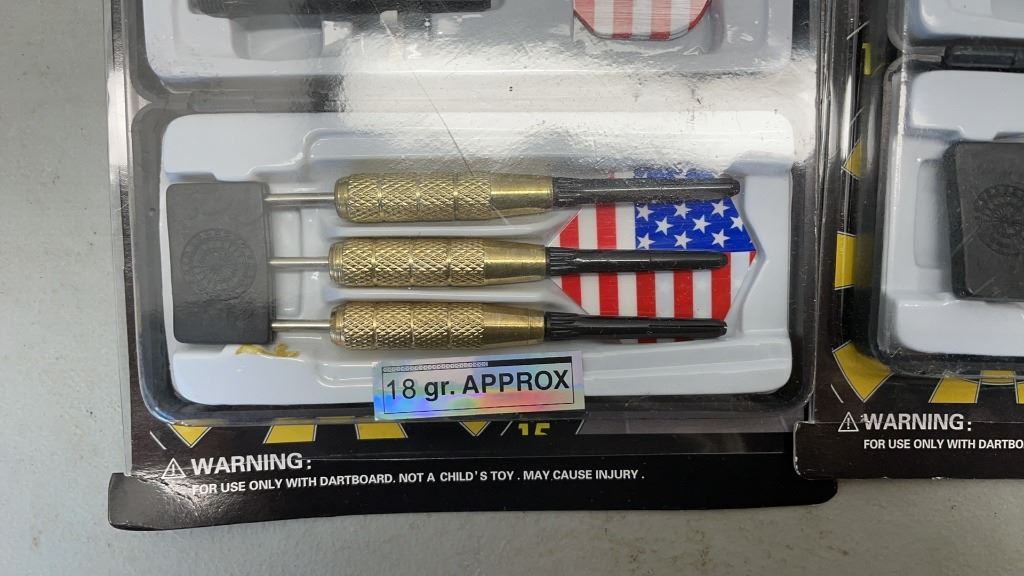 18 gr. APPROX
15
WARNING:
FOR USE ONLY WITH DARTBOARD. NOT A CHILD'S TOY. MAY CAUSE INJURY.
WARNING:
FOR USE ONLY WITH